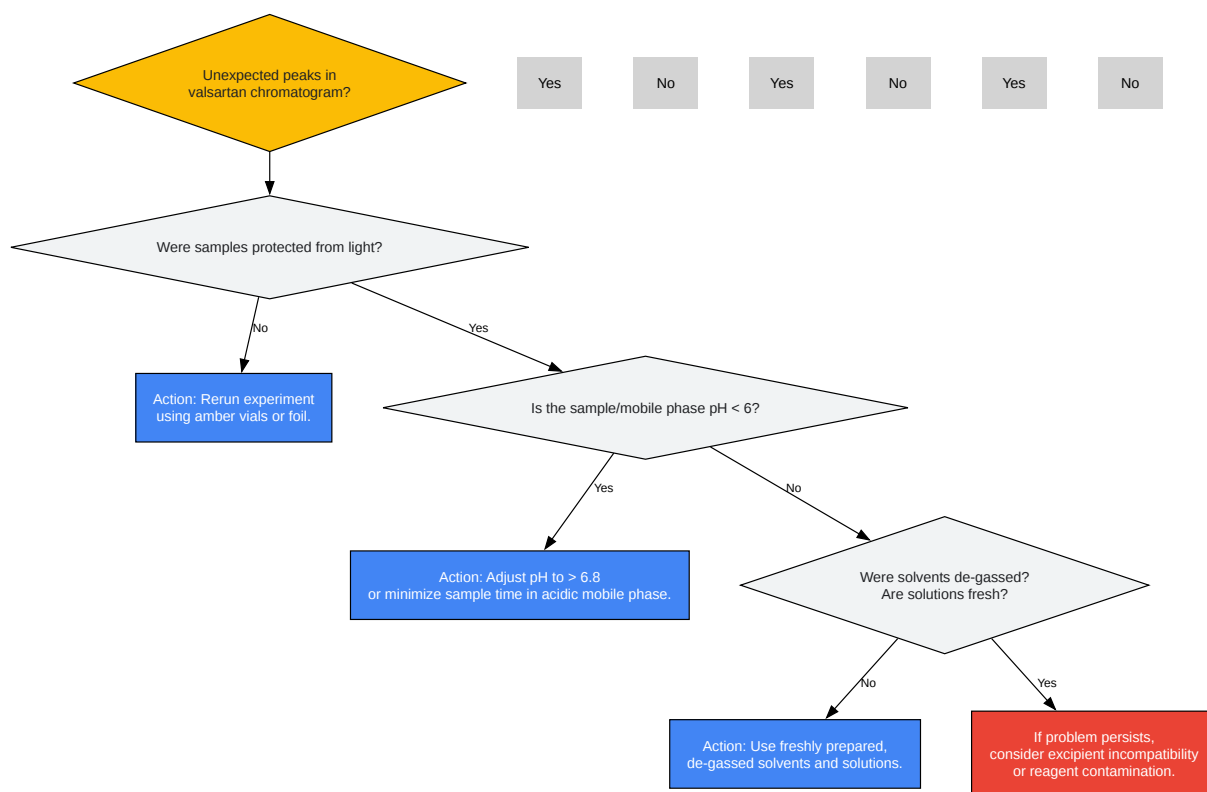 Unexpected peaks in
valsartan chromatogram?
Yes
No
Yes
No
Yes
No
Were samples protected from light?
No
Yes
Action: Rerun experiment
using amber vials or foil.
Is the sample/mobile phase pH < 6?
Yes
No
Action: Adjust pH to > 6.8
or minimize sample time in acidic mobile phase.
Were solvents de-gassed?
Are solutions fresh?
No
Yes
Action: Use freshly prepared,
de-gassed solvents and solutions.
If problem persists,
consider excipient incompatibility
or reagent contamination.